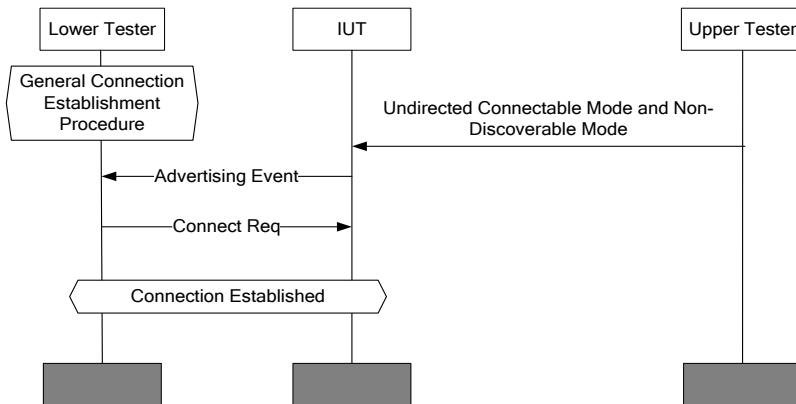 Lower Tester
IUT
Upper Tester
General Connection
Establishment
Procedure
Undirected Connectable Mode and Non-
Discoverable Mode
Advertising Event
Connect Req
Connection Established